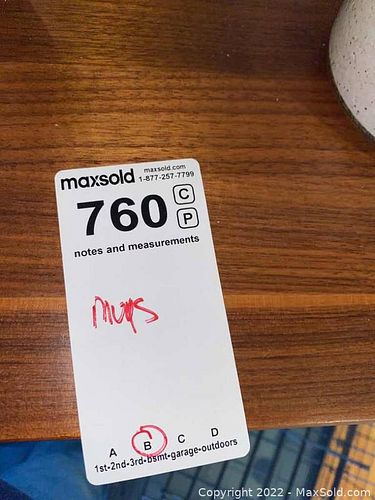 maxsold
maxsold.com
1-877-257-7799
760
C
P
notes and measurements
mugs
A B C D
1st-2nd-3rd-bsmt-garage-outdoors
Copyright © 2022 - MaxSold.com